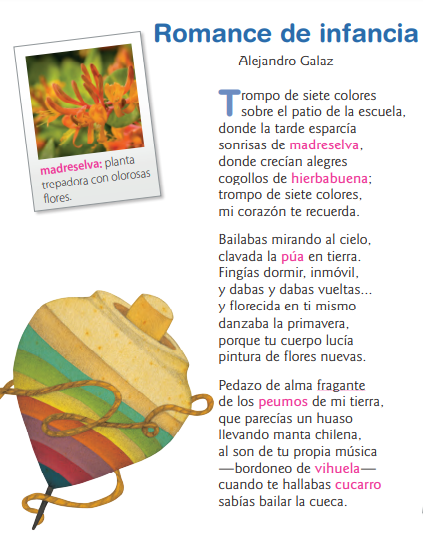 Romance de infancia
Alejandro Galaz
madreselva: planta
trepadora con olorosas
flores.
Trompo de siete colores
sobre el patio de la escuela,
donde la tarde esparcía
sonrisas de madreselva,
donde crecían alegres
cogollos de hierbabuena;
trompo de siete colores,
mi corazón te recuerda.
Bailabas mirando al cielo,
clavada la púa en tierra.
Fingías dormir, inmóvil,
y dabas y dabas vueltas...
y florecida en ti mismo
danzaba la primavera,
porque tu cuerpo lucía
pintura de flores nuevas.
Pedazo de alma fragante
de los peumos de mi tierra,
que parecías un huaso
llevando manta chilena,
al son de tu propia música
—bordoneo de vihuela—
cuando te hallabas cucarro
sabías bailar la cueca.